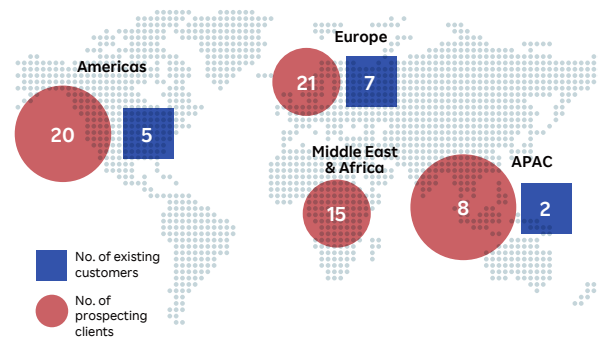 Europe
21
7
Americas
20
5
Middle East
& Africa
15
APAC
8
2
No. of existing
customers
No. of
prospecting
clients